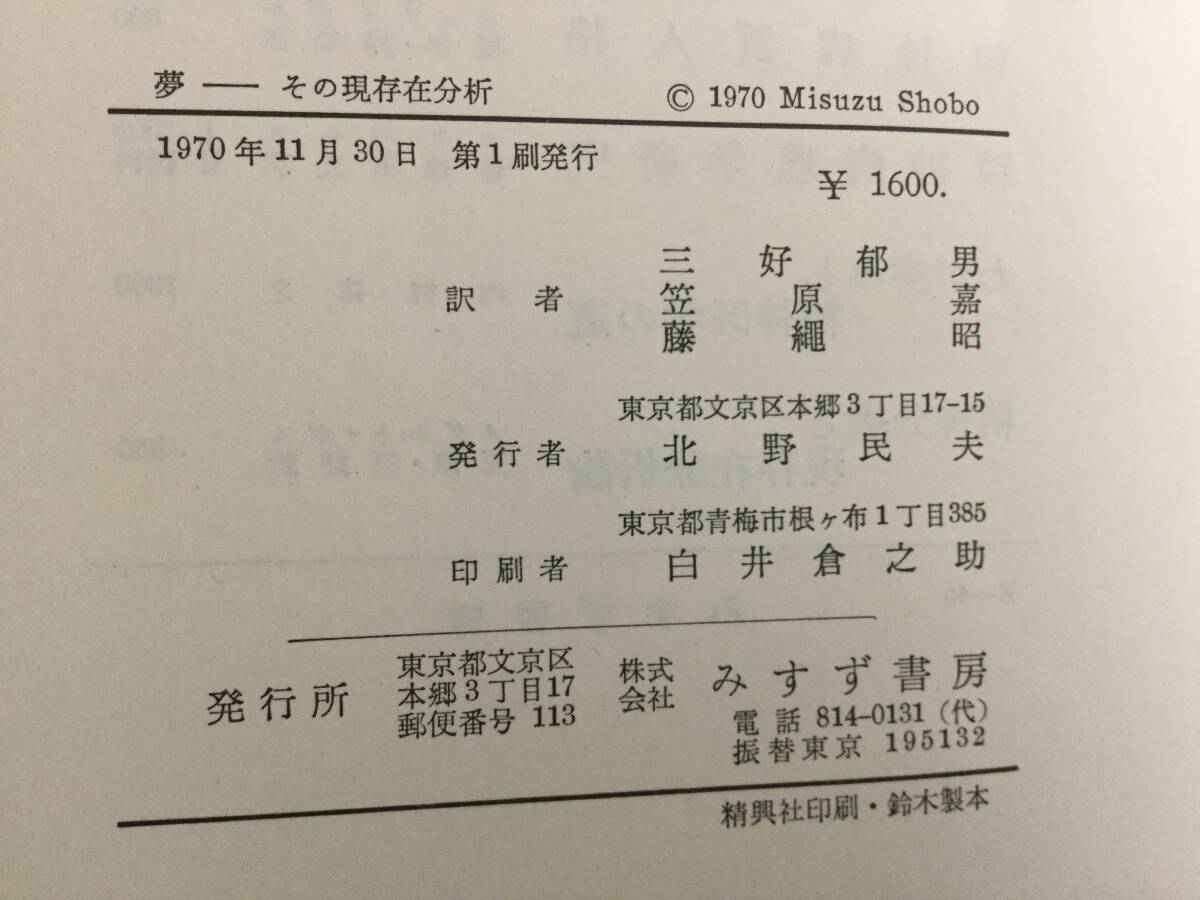 夢 ── その現存在分析 © 1970 Misuzu Shobo
1970年11月30日 第1刷発行
¥ 1600.
三好郁男
訳者 笠原嘉
藤繩昭
東京都文京区本郷3丁目17-15
発行者 北野民夫
東京都青梅市根ヶ布1丁目385
印刷者 白井倉之助
発行所
東京都文京区
本郷3丁目17
郵便番号 113
株式
会社
みすず書房
電話 814-0131 (代)
振替東京 195132
精興社印刷・鈴木製本